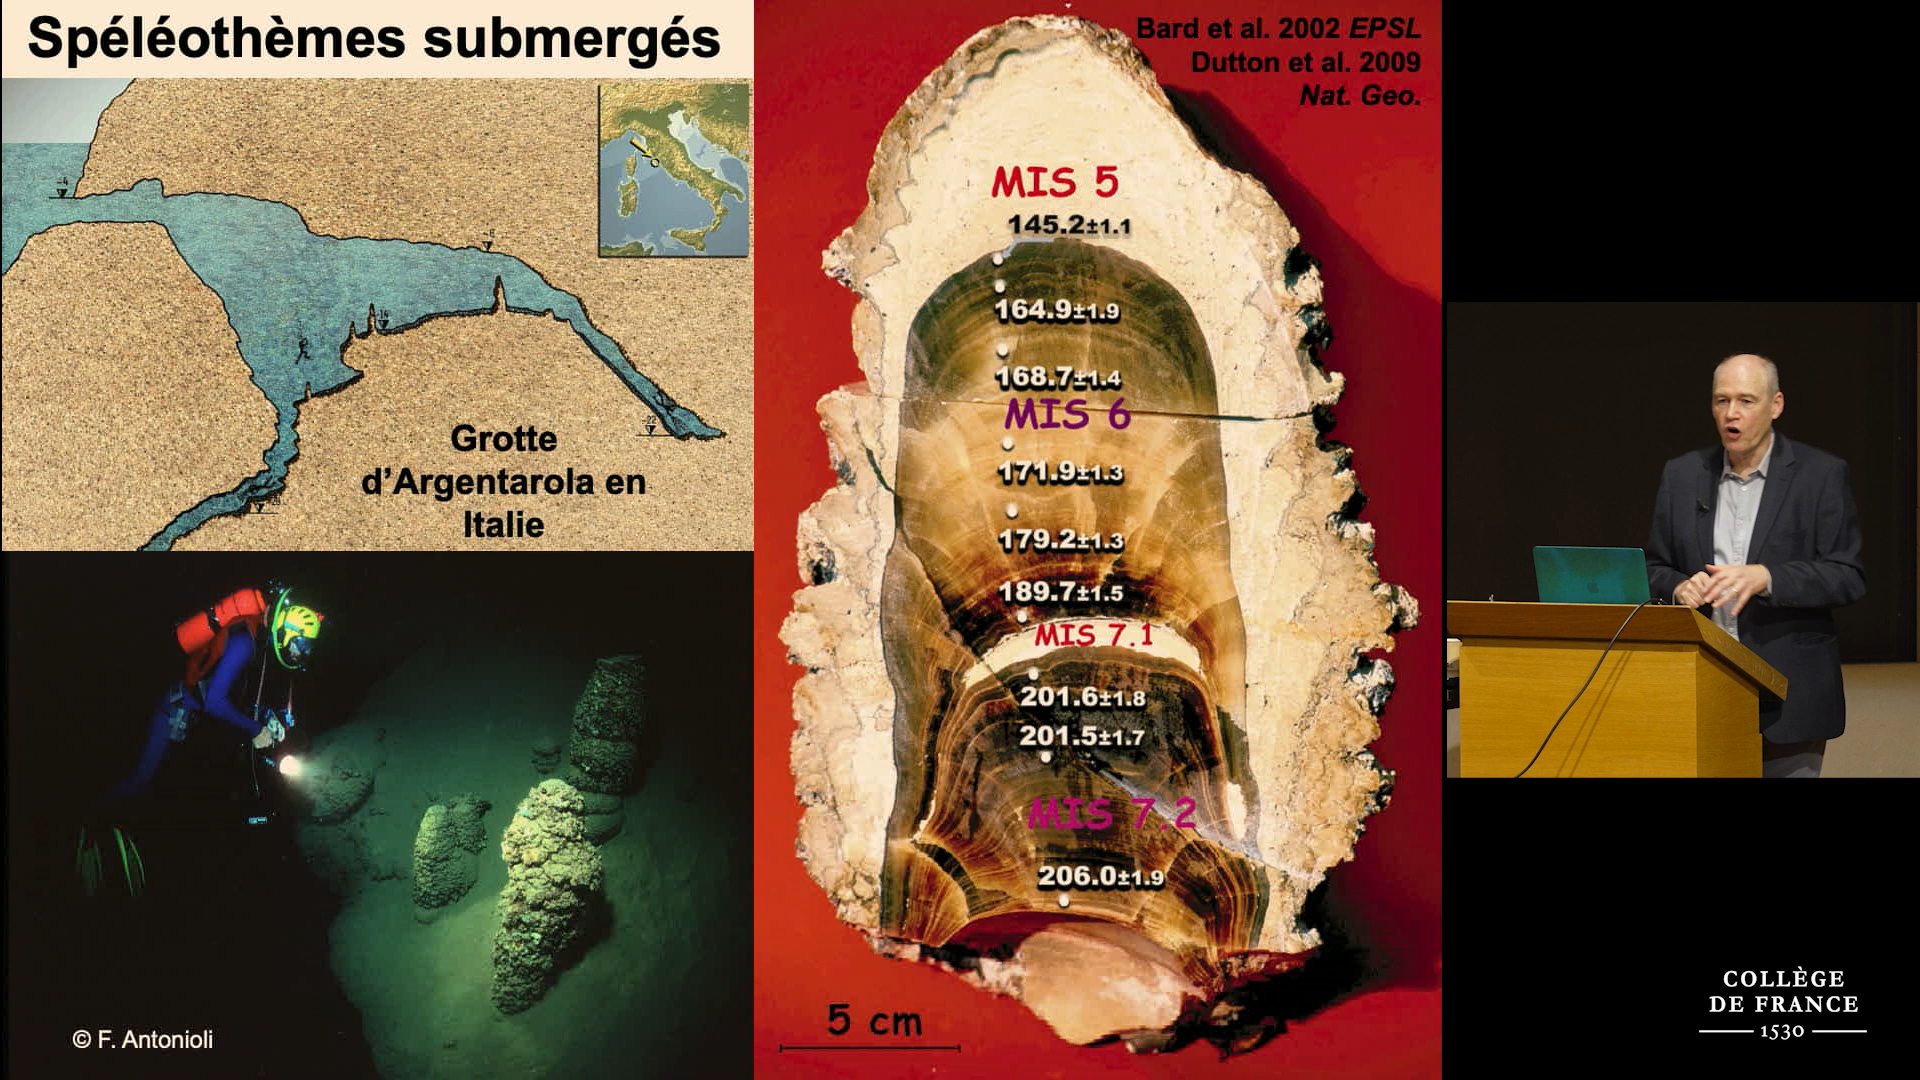 Spéléothèmes submergés
-4
Grotte
d'Argentarola en
Italie
© F. Antonioli
Bard et al. 2002 EPSL
Dutton et al. 2009
Nat. Geo.
MIS 5
145.2±1.1
164.9±1.9
168.7±1.4
MIS 6
171.9±1.3
179.2±1.3
189.7±1.5
MIS 7.1
201.6±1.8
201.5±1.7
MIS 7.2
206.0±1.9
5 cm
COLLÈGE
DE FRANCE
1530